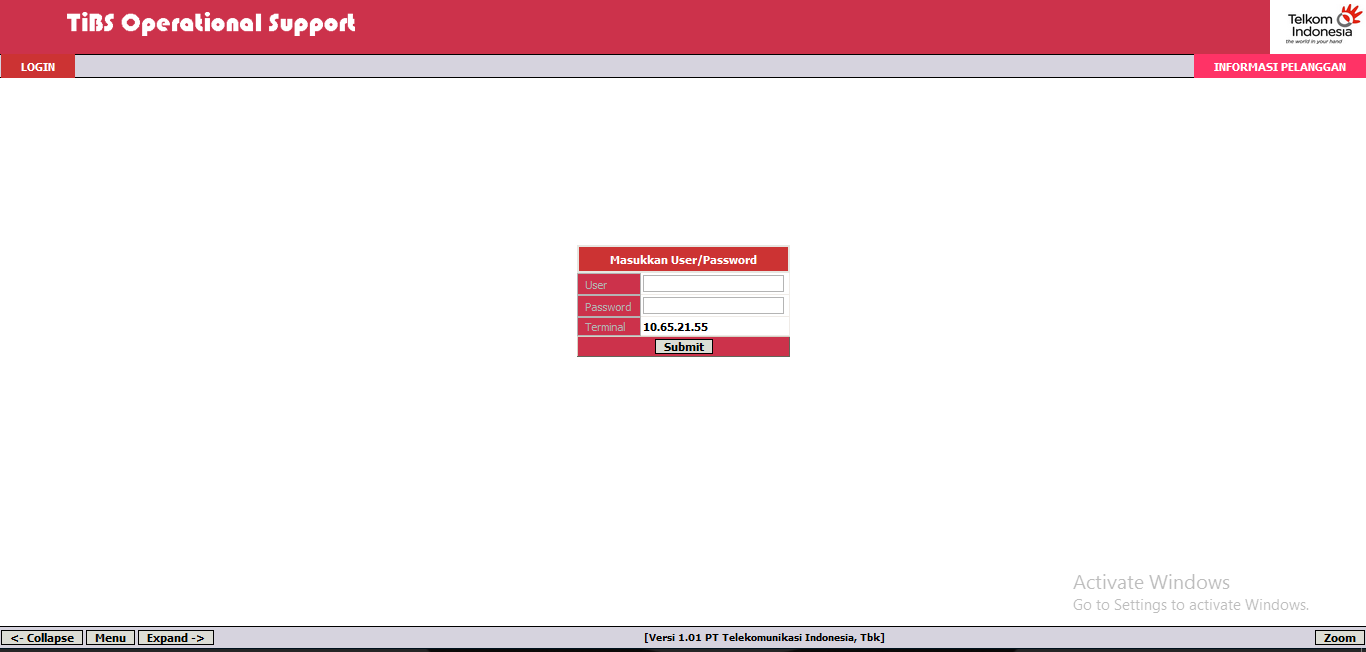 TiBS Operational Support
Telkom
Indonesia
the world in your hand
LOGIN
INFORMASI PELANGGAN
Masukkan User/Password
User
Password
Terminal 10.65.21.55
Submit
Activate Windows
Go to Settings to activate Windows.
<- Collapse Menu Expand -> [Versi 1.01 PT Telekomunikasi Indonesia, Tbk] Zoom